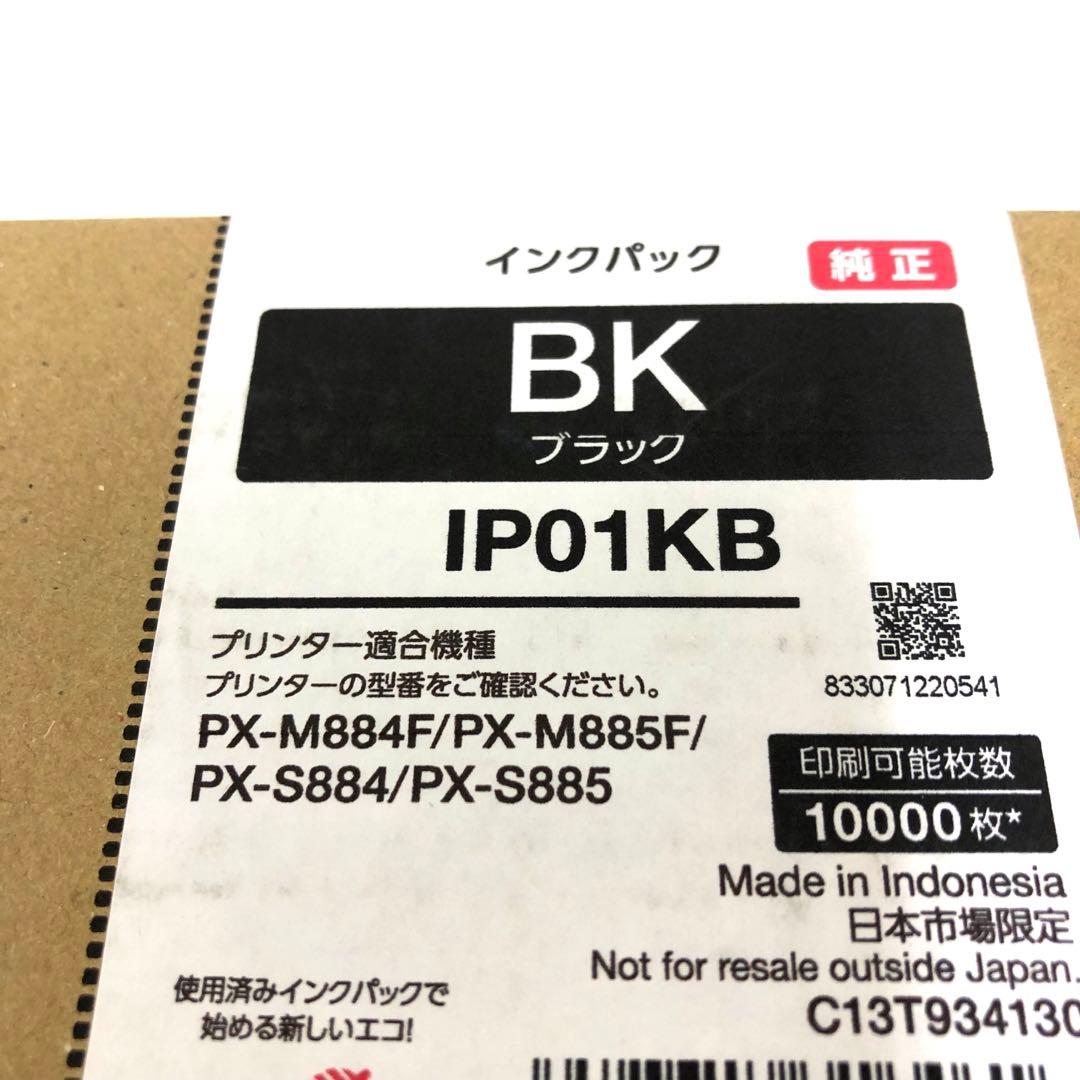 インクパック
純正
BK
ブラック
IP01KB
プリンター適合機種
プリンターの型番をご確認ください。
PX-M884F/PX-M885F/
PX-S884/PX-S885
833071220541
印刷可能枚数
10000枚*
Made in Indonesia
日本市場限定
Not for resale outside Japan.
C13T934130
使用済みインクパックで
始める新しいエコ!